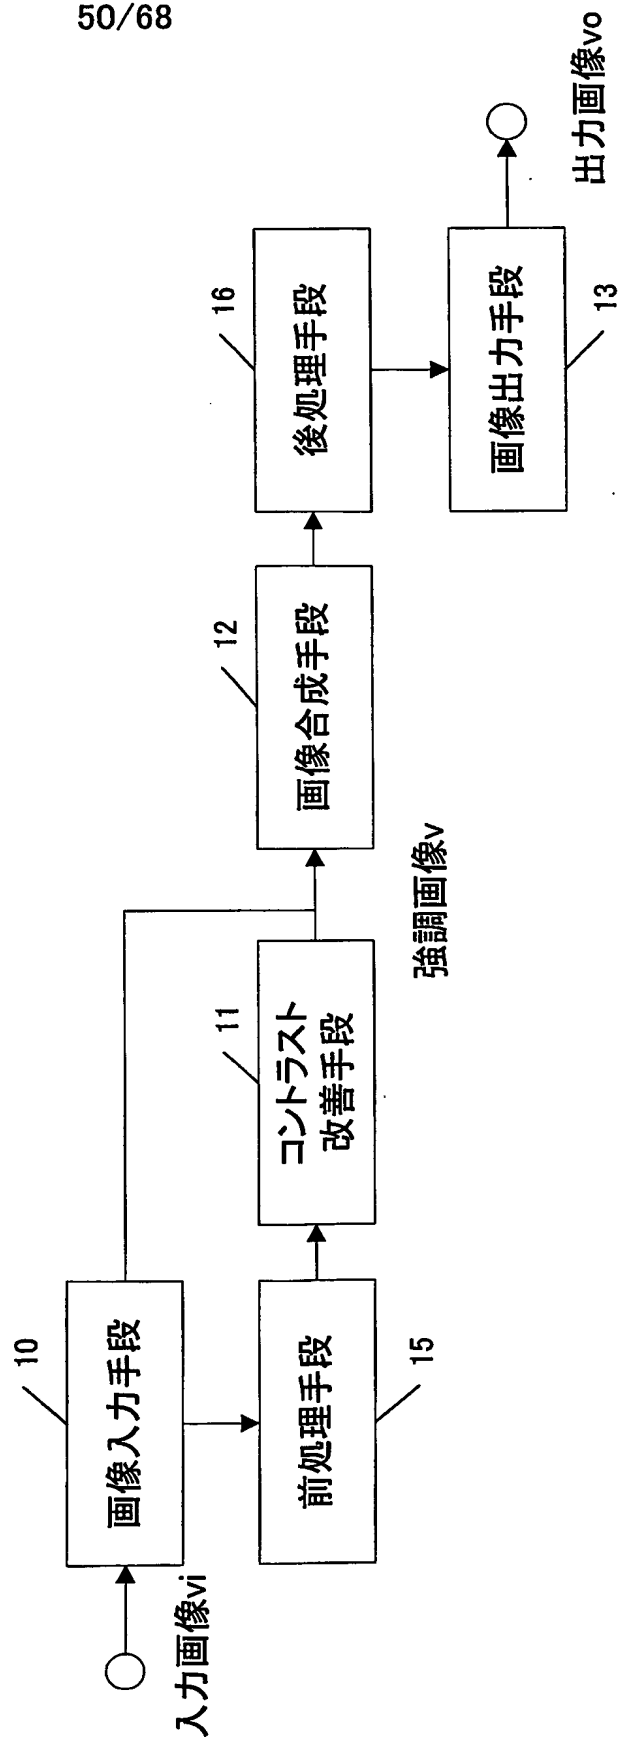 50/68
入力画像vi
10
画像入力手段
前処理手段
15
11
コントラスト
改善手段
強調画像v
12
画像合成手段
16
後処理手段
画像出力手段
13
出力画像vo